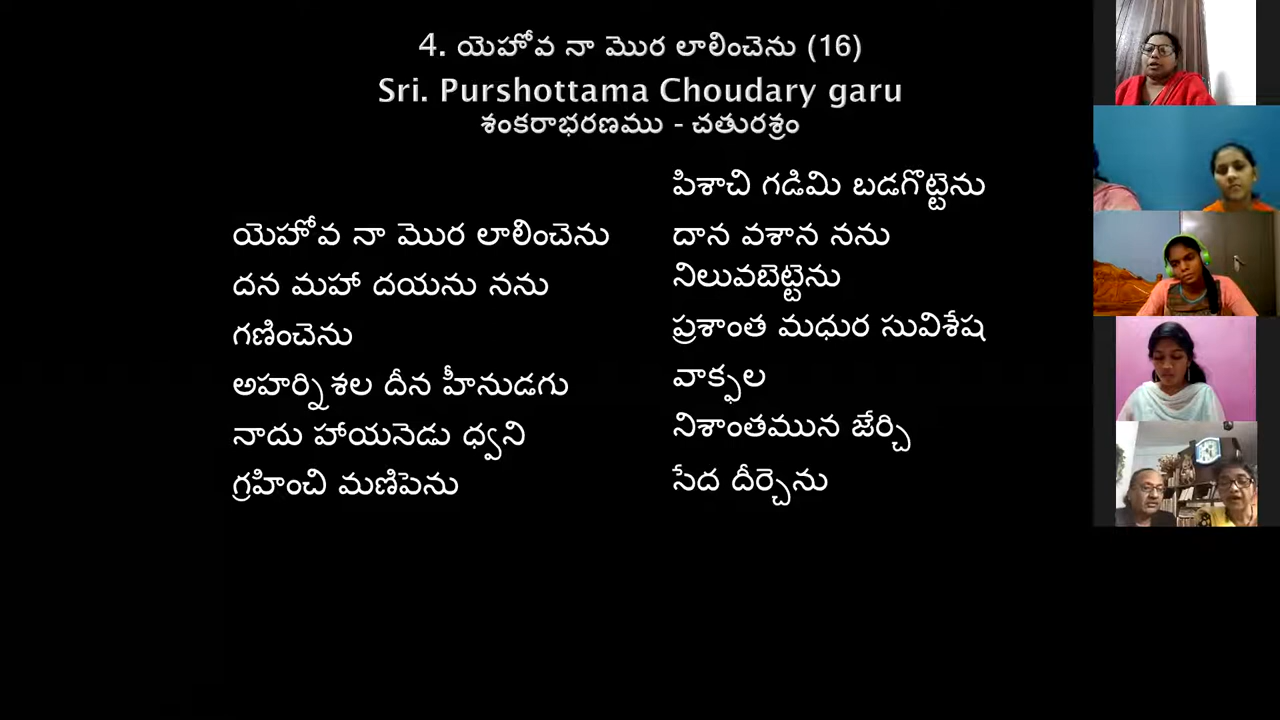 4. యెహోవ నా మొర లాలించెను (16)
Sri. Purshottama Choudary garu
శంకరాభరణము - చతురశ్రం
యెహోవ నా మొర లాలించెను
దన మహా దయను నను
గణించెను
అహర్నిశల దీన హీనుడగు
నాదు హాయనెడు ధ్వని
గ్రహించి మణిపెను
పిశాచి గడిమి బడగొట్టెను
దాన వశాన నను
నిలువబెట్టెను
ప్రశాంత మధుర సువిశేష
వాక్ఫల
నిశాంతమున జేర్చి
సేద దీర్చెను